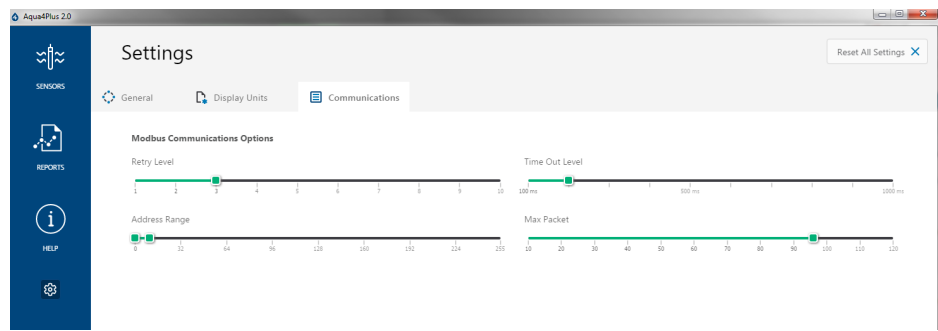 Aqua4Plus 2.0
Settings
Reset All Settings
SENSORS
General
Display Units
Communications
Modbus Communications Options
Retry Level
1 2 3 4 5 6 7 8 9 10
Time Out Level
100 ms 500 ms 1000 ms
REPORTS
Address Range
0 32 64 96 128 160 192 224 255
Max Packet
10 20 30 40 50 60 70 80 90 100 110 120
HELP